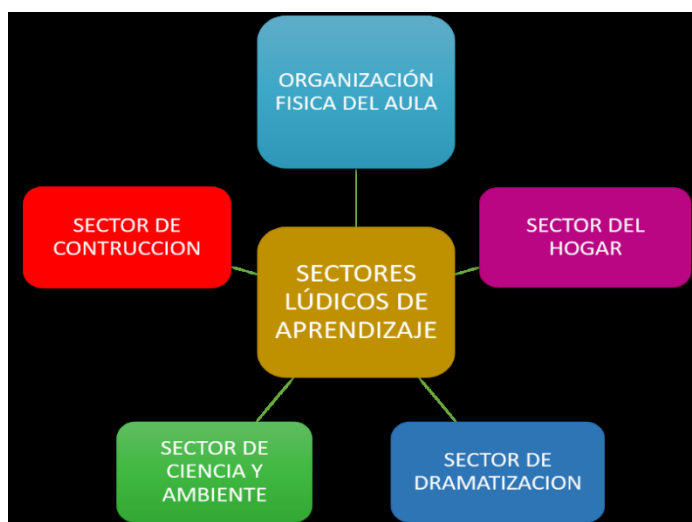 ORGANIZACIÓN
FISICA DEL AULA
SECTOR DE
CONTRUCCION
SECTOR DEL
HOGAR
SECTORES
LÚDICOS DE
APRENDIZAJE
SECTOR DE
CIENCIA Y
AMBIENTE
SECTOR DE
DRAMATIZACION